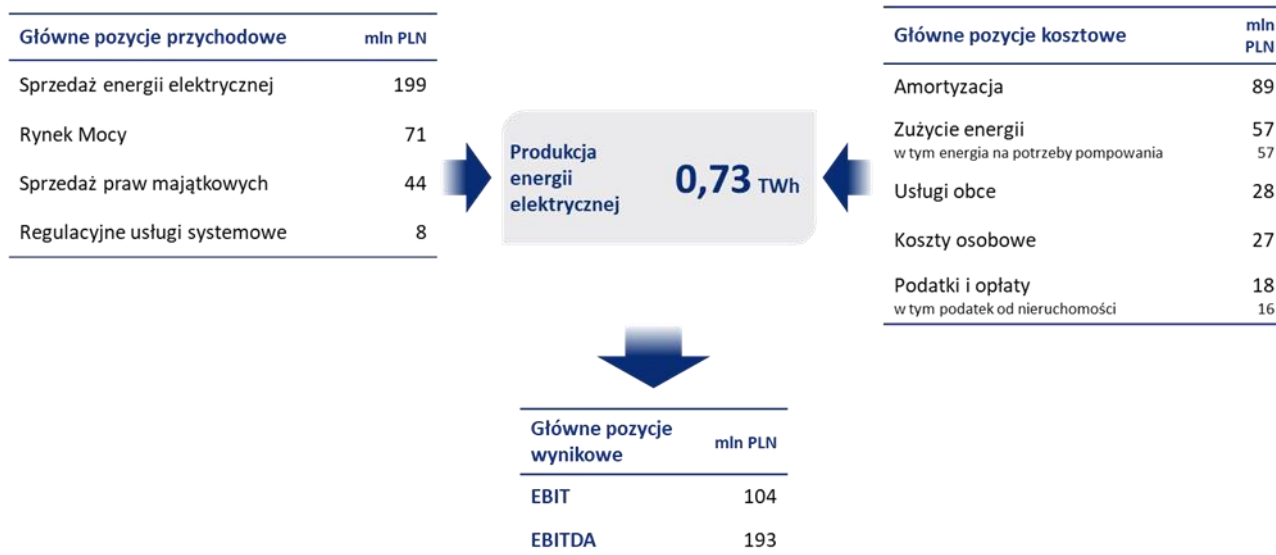 Główne pozycje przychodowe mln PLN
Sprzedaż energii elektrycznej 199
Rynek Mocy 71
Sprzedaż praw majątkowych 44
Regulacyjne usługi systemowe 8
Produkcja
energii
elektrycznej
0,73 TWh
Główne pozycje kosztowe mln
PLN
Amortyzacja 89
Zużycie energii 57
w tym energia na potrzeby pompowania 57
Usługi obce 28
Koszty osobowe 27
Podatki i opłaty 18
w tym podatek od nieruchomości 16
Główne pozycje
wynikowe mln PLN
EBIT 104
EBITDA 193